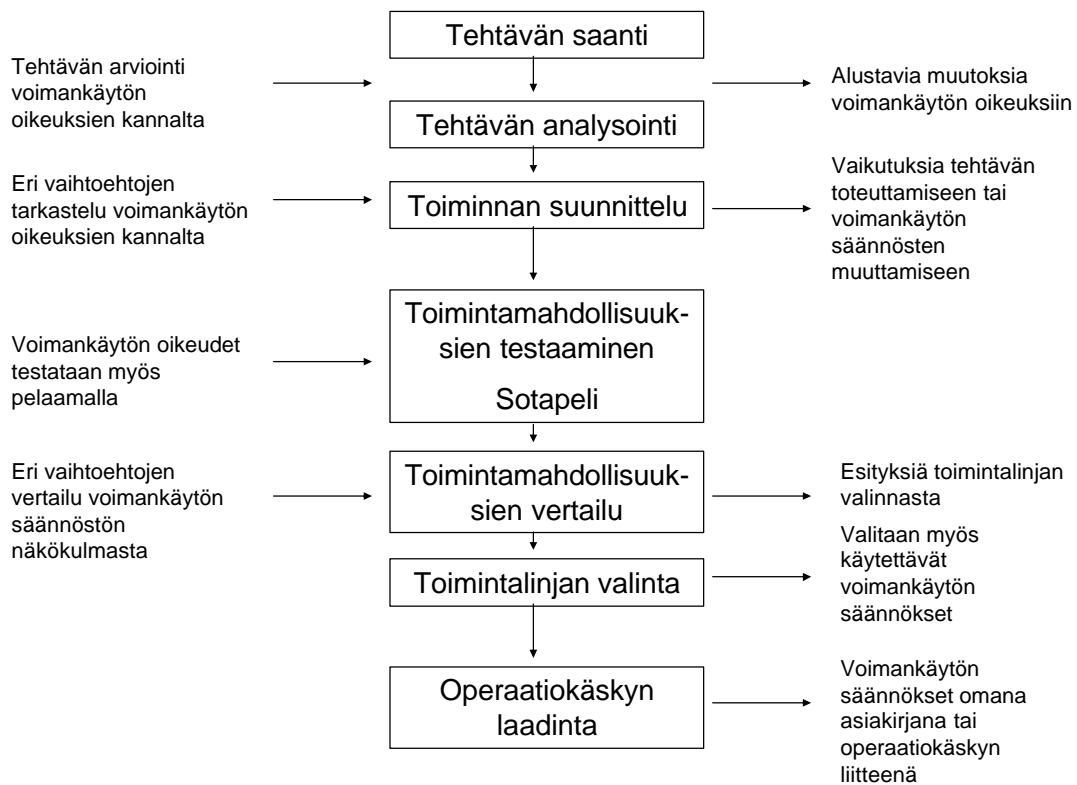 Tehtävän saanti
Tehtävän arviointi
voimankäytön
oikeuksien kannalta
Alustavia muutoksia
voimankäytön oikeuksiin
Tehtävän analysointi
Eri vaihtoehtojen
tarkastelu voimankäytön
oikeuksien kannalta
Toiminnan suunnittelu
Vaikutuksia tehtävän
toteuttamiseen tai
voimankäytön
säännösten
muuttamiseen
Voimankäytön oikeudet
testataan myös
pelaamalla
Toimintamahdollisuuk-
sien testaaminen
Sotapeli
Eri vaihtoehtojen
vertailu voimankäytön
säännöstön
näkökulmasta
Toimintamahdollisuuk-
sien vertailu
Esityksiä toimintalinjan
valinnasta
Toimintalinjan valinta
Valitaan myös
käytettävät
voimankäytön
säännökset
Operaatiokäskyn
laadinta
Voimankäytön
säännökset omana
asiakirjana tai
operaatiokäskyn
liitteenä